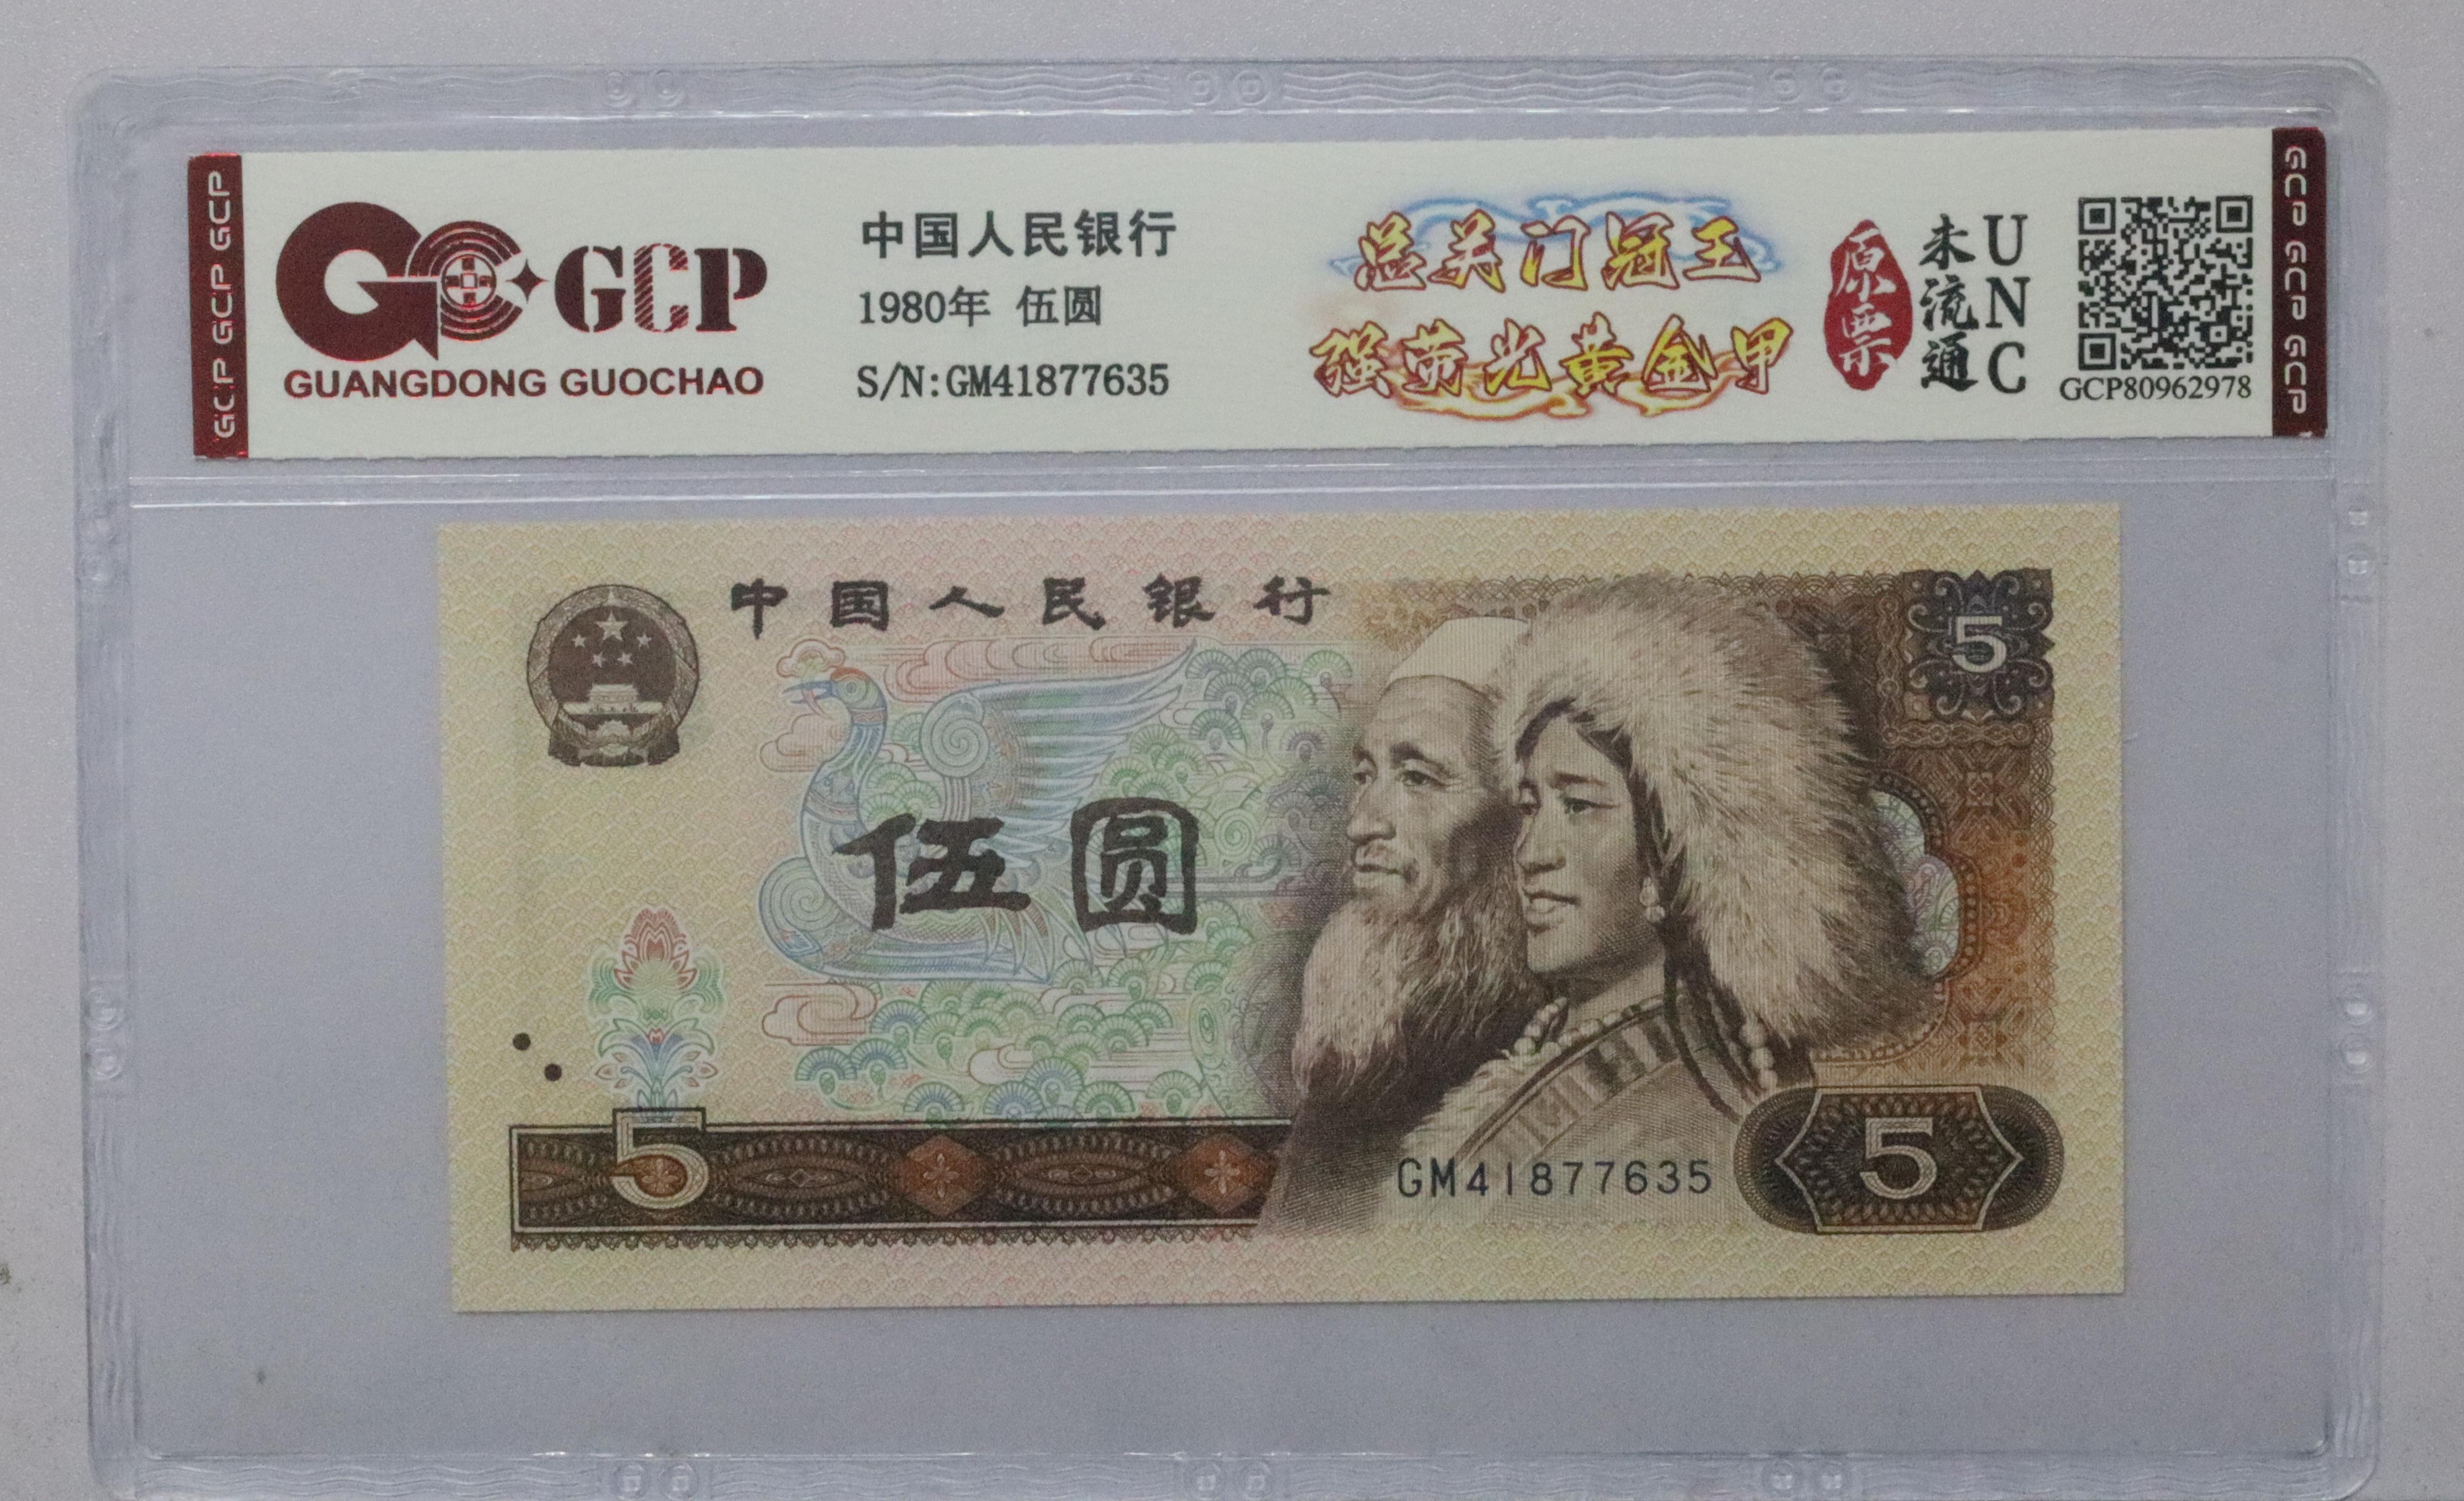 GCP GCP GCP
GCP
GUANGDONG GUOCHAO
中国人民银行
1980年 伍圆
S/N:GM41877635
总关门冠王
强荧光黄金甲
原票
未流通
UNC
GCP80962978
GCP GCP GCP
中国人民银行
5
伍圆
5
GM41877635
5